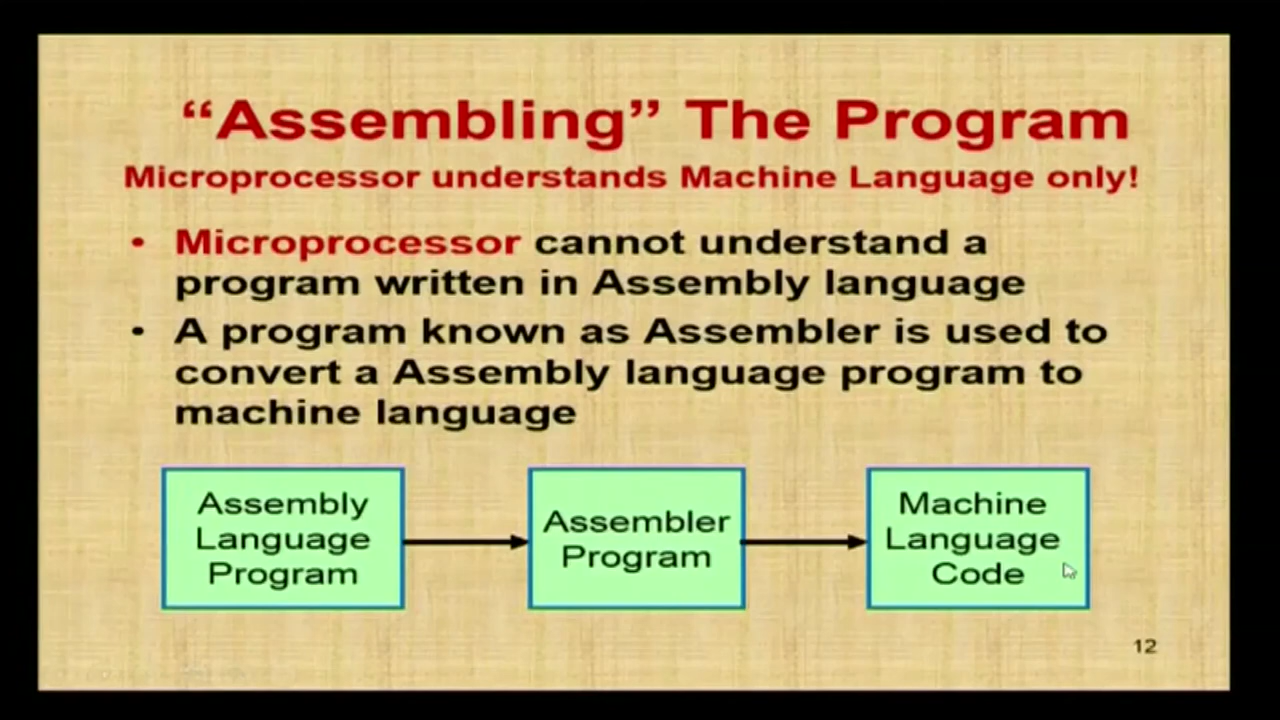 “Assembling” The Program
Microprocessor understands Machine Language only!
• Microprocessor cannot understand a
program written in Assembly language
• A program known as Assembler is used to
convert a Assembly language program to
machine language
Assembly
Language
Program
Assembler
Program
Machine
Language
Code
12